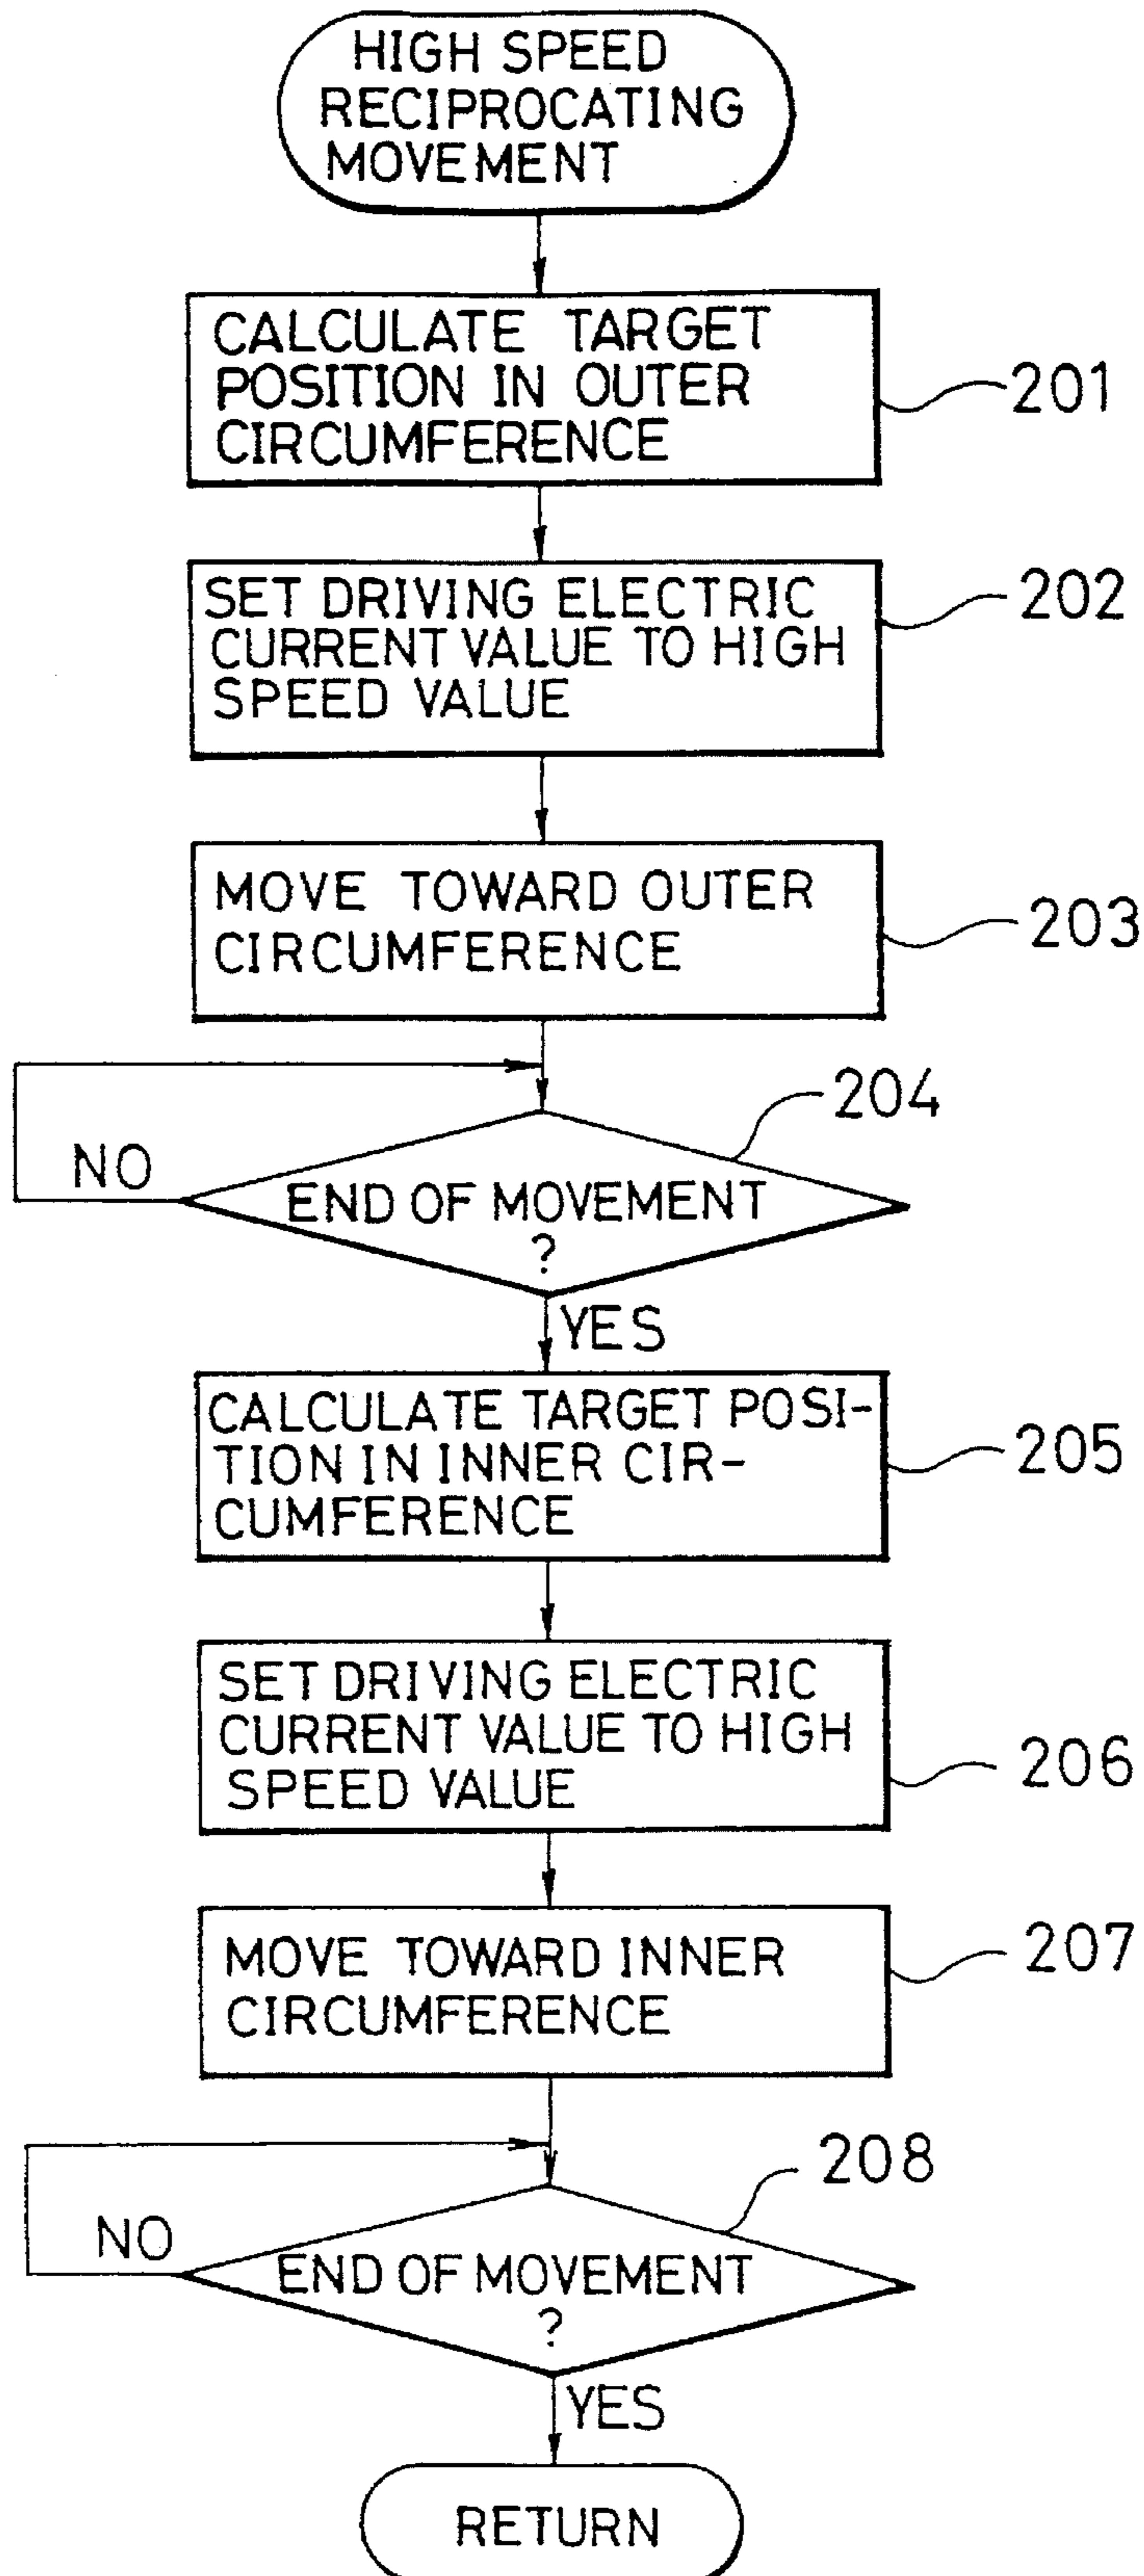 HIGH SPEED
RECIPROCATING
MOVEMENT
CALCULATE TARGET
POSITION IN OUTER
CIRCUMFERENCE
201
SET DRIVING ELECTRIC
CURRENT VALUE TO HIGH
SPEED VALUE
202
MOVE TOWARD OUTER
CIRCUMFERENCE
203
204
NO
END OF MOVEMENT
?
YES
CALCULATE TARGET POSI-
TION IN INNER CIR-
CUMFERENCE
205
SET DRIVING ELECTRIC
CURRENT VALUE TO HIGH
SPEED VALUE
206
MOVE TOWARD INNER
CIRCUMFERENCE
207
208
NO
END OF MOVEMENT
?
YES
RETURN